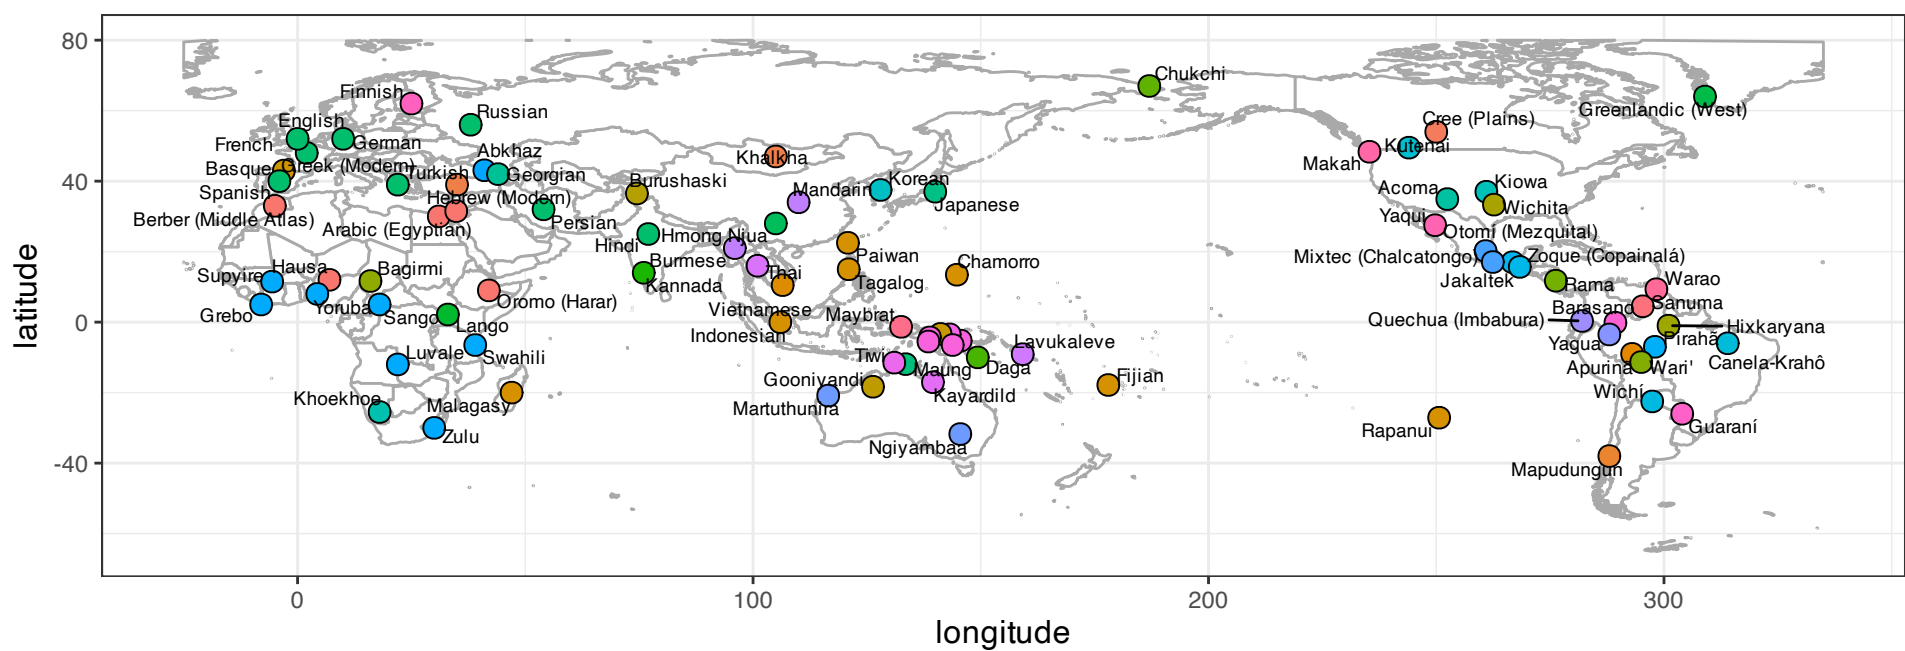 80
Chukchi
Finnish
Greenlandic (West)
Russian
English
Cree (Plains)
French
German
Abkhaz
Khalkha
Kutenai
Makah
Basque
Greek (Modern)
Turkish
Georgian
40
Burushaski
Mandarin
Korean
Acoma
Kiowa
Spanish
Hebrew (Modern)
Japanese
Wichita
Berber (Middle Atlas)
Arabic (Egyptian)
Persian
Yaqui
Otomí (Mezquital)
Hindi
Hmong Njua
Paiwan
Mixtec (Chalcatongo)
Zoque (Copainalá)
Supyire
Hausa
Bagirmi
Burmese
Thai
Chamorro
Jakaltek
Rama
Warao
Kannada
Tagalog
Oromo (Harar)
Grebo
Yoruba
Sango
Lango
Vietnamese
Maybrat
Barasano
Sanuma
0
Indonesian
Quechua (Imbabura)
Hixkaryana
Luvale
Swahili
Tiwi
Maung
Daga
Lavukaleve
Yagua
Pirahã
Canela-Krahô
Apurinã
Wari'
Khoekhoe
Malagasy
Gooniyandi
Kayardild
Fijian
Wichí
Martuthunira
Zulu
Ngiyambaa
Rapanui
Guaraní
-40
Mapudungun
0
100
200
300
longitude
latitude